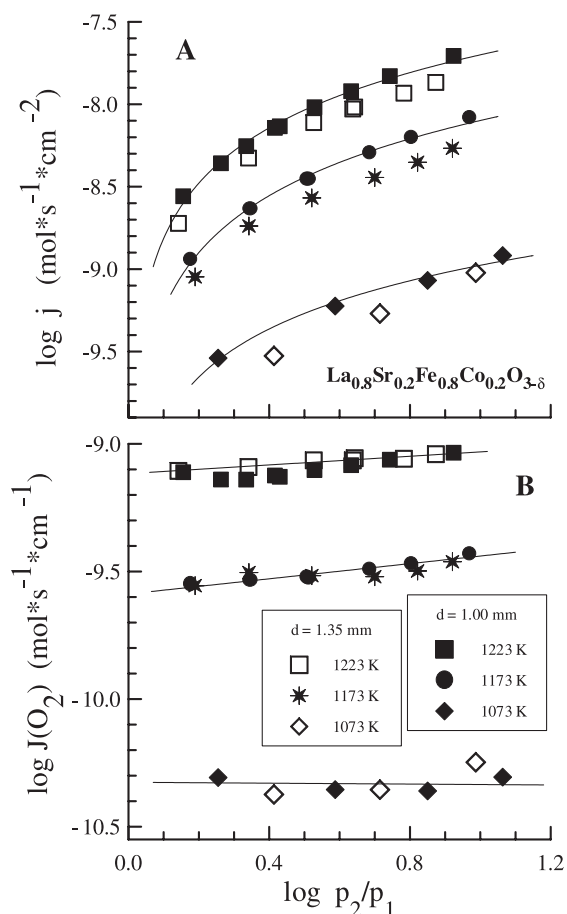 A
-7.5
-8.0
-8.5
-9.0
-9.5
log j (mol*s⁻¹*cm⁻²)
La₀.₈Sr₀.₂Fe₀.₈Co₀.₂O₃₋δ
B
-9.0
-9.5
-10.0
-10.5
log J(O₂) (mol*s⁻¹*cm⁻¹)
d = 1.35 mm
1223 K
1173 K
1073 K
d = 1.00 mm
1223 K
1173 K
1073 K
0.0 0.4 0.8 1.2
log p₂/p₁